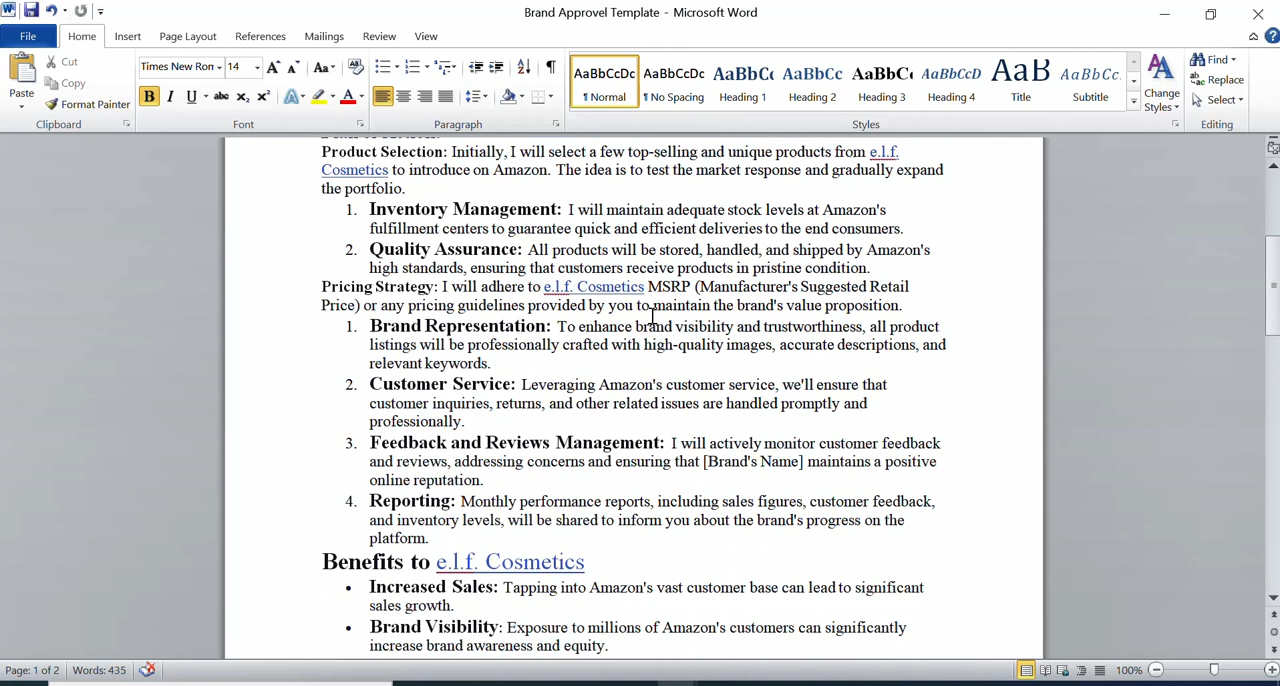 Brand Approvel Template - Microsoft Word
File Home Insert Page Layout References Mailings Review View
Paste Cut Copy Format Painter Clipboard
Times New Ron 14 Aa B I U abc X₂ X² A A Font
Paragraph
AaBbCcDc AaBbCcDc AaBbCc AaBbCc AaBbCc AaBbCcD AaB AaBbCc.
¶ Normal ¶ No Spacing Heading 1 Heading 2 Heading 3 Heading 4 Title Subtitle
Change Styles Styles
Find Replace Select Editing
Product Selection: Initially, I will select a few top-selling and unique products from e.l.f.
Cosmetics to introduce on Amazon. The idea is to test the market response and gradually expand
the portfolio.
1. Inventory Management: I will maintain adequate stock levels at Amazon's
fulfillment centers to guarantee quick and efficient deliveries to the end consumers.
2. Quality Assurance: All products will be stored, handled, and shipped by Amazon's
high standards, ensuring that customers receive products in pristine condition.
Pricing Strategy: I will adhere to e.l.f. Cosmetics MSRP (Manufacturer's Suggested Retail
Price) or any pricing guidelines provided by you to maintain the brand's value proposition.
1. Brand Representation: To enhance brand visibility and trustworthiness, all product
listings will be professionally crafted with high-quality images, accurate descriptions, and
relevant keywords.
2. Customer Service: Leveraging Amazon's customer service, we'll ensure that
customer inquiries, returns, and other related issues are handled promptly and
professionally.
3. Feedback and Reviews Management: I will actively monitor customer feedback
and reviews, addressing concerns and ensuring that [Brand's Name] maintains a positive
online reputation.
4. Reporting: Monthly performance reports, including sales figures, customer feedback,
and inventory levels, will be shared to inform you about the brand's progress on the
platform.
Benefits to e.l.f. Cosmetics
• Increased Sales: Tapping into Amazon's vast customer base can lead to significant
sales growth.
• Brand Visibility: Exposure to millions of Amazon's customers can significantly
increase brand awareness and equity.
Page: 1 of 2 Words: 435 100%